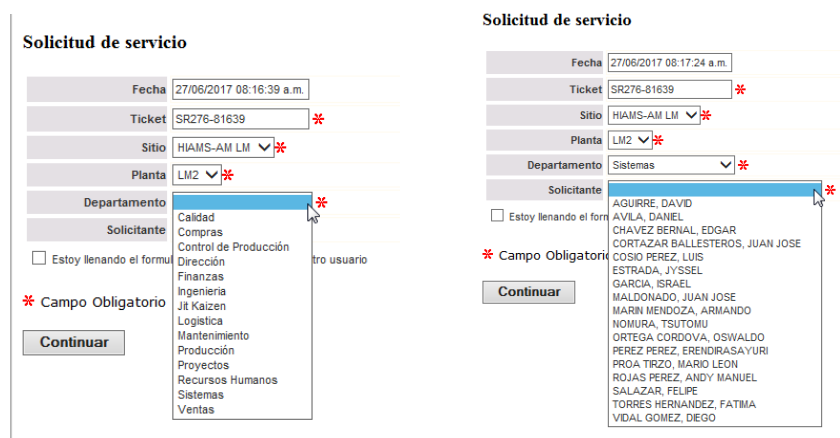 Solicitud de servicio
Fecha 27/06/2017 08:16:39 a.m.
Ticket SR276-81639 *
Sitio HIAMS-AM LM *
Planta LM2 *
Departamento *
Calidad
Compras
Control de Producción
Dirección
Finanzas
Ingenieria
Jit Kaizen
Logistica
Mantenimiento
Producción
Proyectos
Recursos Humanos
Sistemas
Ventas
Solicitante
Estoy llenando el formul tro usuario
* Campo Obligatorio
Continuar
Solicitud de servicio
Fecha 27/06/2017 08:17:24 a.m.
Ticket SR276-81639 *
Sitio HIAMS-AM LM *
Planta LM2 *
Departamento Sistemas *
Solicitante *
AGUIRRE, DAVID
AVILA, DANIEL
CHAVEZ BERNAL, EDGAR
CORTAZAR BALLESTEROS, JUAN JOSE
COSIO PEREZ, LUIS
ESTRADA, JYSSEL
GARCIA, ISRAEL
MALDONADO, JUAN JOSE
MARIN MENDOZA, ARMANDO
NOMURA, TSUTOMU
ORTEGA CORDOVA, OSWALDO
PEREZ PEREZ, ERENDIRASAYURI
PROA TIRZO, MARIO LEON
ROJAS PEREZ, ANDY MANUEL
SALAZAR, FELIPE
TORRES HERNANDEZ, FATIMA
VIDAL GOMEZ, DIEGO
Estoy llenando el form
* Campo Obligatorio
Continuar